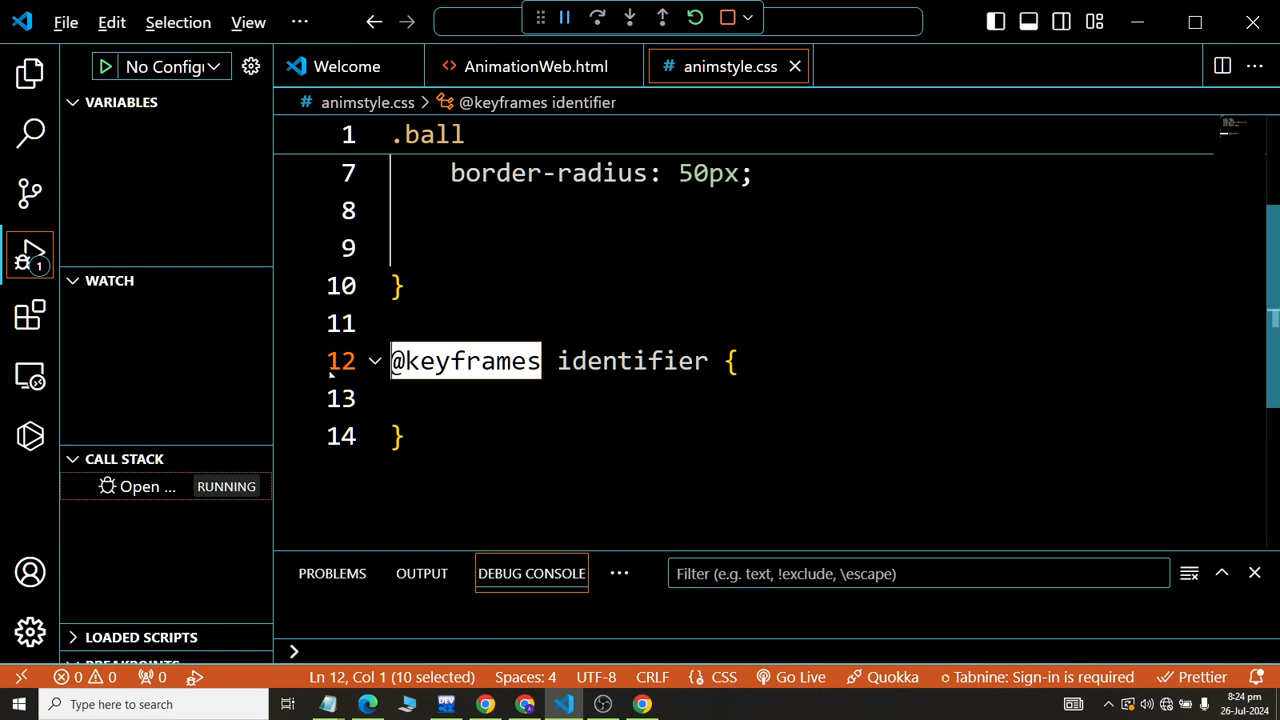 File Edit Selection View ···
No Config
VARIABLES
WATCH
CALL STACK
Open ... RUNNING
LOADED SCRIPTS
Welcome AnimationWeb.html # animstyle.css
# animstyle.css > @keyframes identifier
1 .ball
7 border-radius: 50px;
8
9
10 }
11
12 @keyframes identifier {
13
14 }
PROBLEMS OUTPUT DEBUG CONSOLE ··· Filter (e.g. text, !exclude, \escape)
>
0 0 0 Ln 12, Col 1 (10 selected) Spaces: 4 UTF-8 CRLF CSS Go Live Quokka Tabnine: Sign-in is required Prettier
Type here to search
8:24 pm
26-Jul-2024